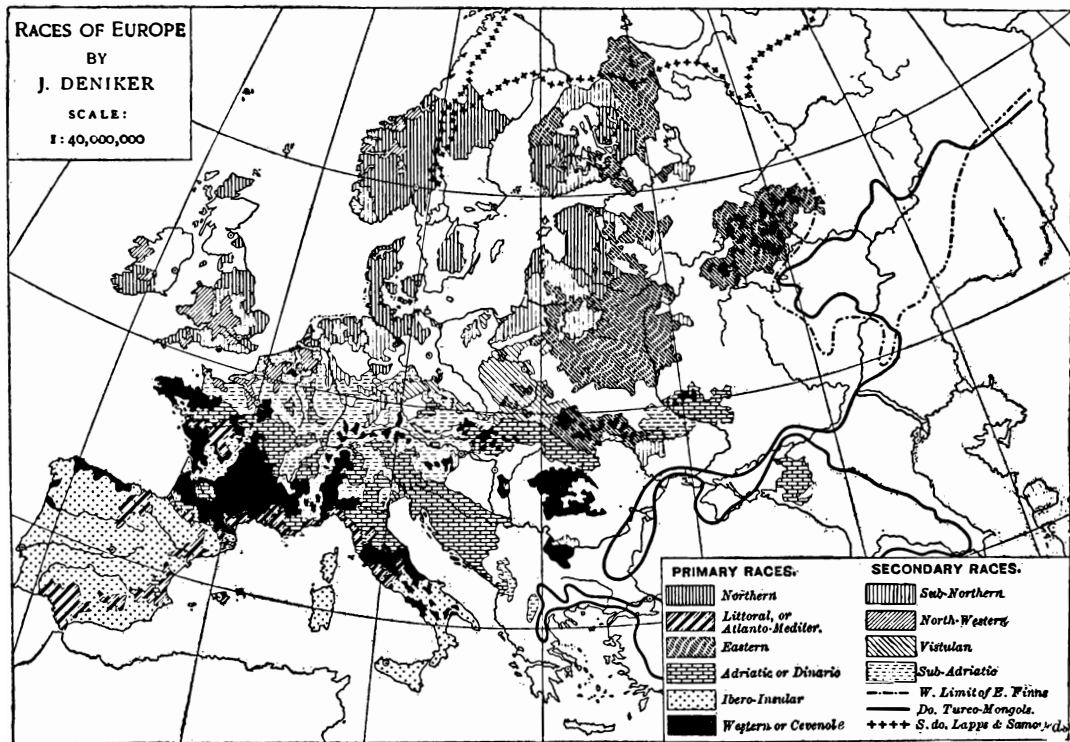 RACES OF EUROPE
BY
J. DENIKER
SCALE:
1:40,000,000
PRIMARY RACES.
Northern
Littoral, or
Atlanto-Mediter.
Eastern
Adriatic or Dinario
Ibero-Insular
Western or Cevenole
SECONDARY RACES.
Sub-Northern
North-Western
Vistulan
Sub-Adriatic
W. Limit of E. Finns
Do. Turco-Mongols.
S. do. Lapps & Samoyeds